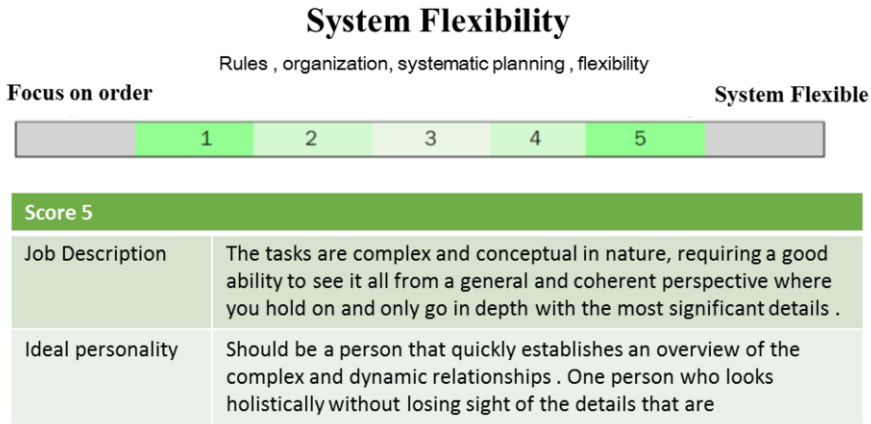 System Flexibility
Rules , organization, systematic planning , flexibility
Focus on order
System Flexible
1 2 3 4 5
Score 5
Job Description
The tasks are complex and conceptual in nature, requiring a good
ability to see it all from a general and coherent perspective where
you hold on and only go in depth with the most significant details .
Ideal personality
Should be a person that quickly establishes an overview of the
complex and dynamic relationships . One person who looks
holistically without losing sight of the details that are